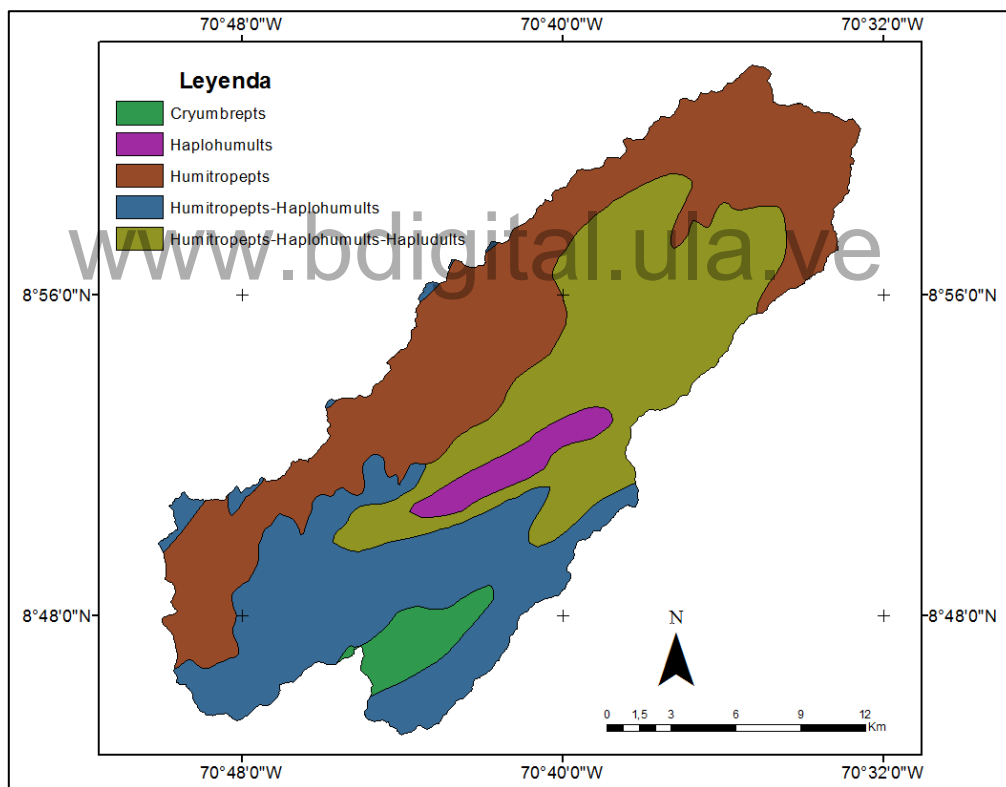 70°48'0"W 70°40'0"W 70°32'0"W
Leyenda
Cryumbrepts
Haplohumults
Humitropepts
Humitropepts-Haplohumults
Humitropepts-Haplohumults-Hapludults
www.bdigital.ula.ve
8°56'0"N 8°56'0"N
8°48'0"N 8°48'0"N
N
0 1,5 3 6 9 12
Km
70°48'0"W 70°40'0"W 70°32'0"W